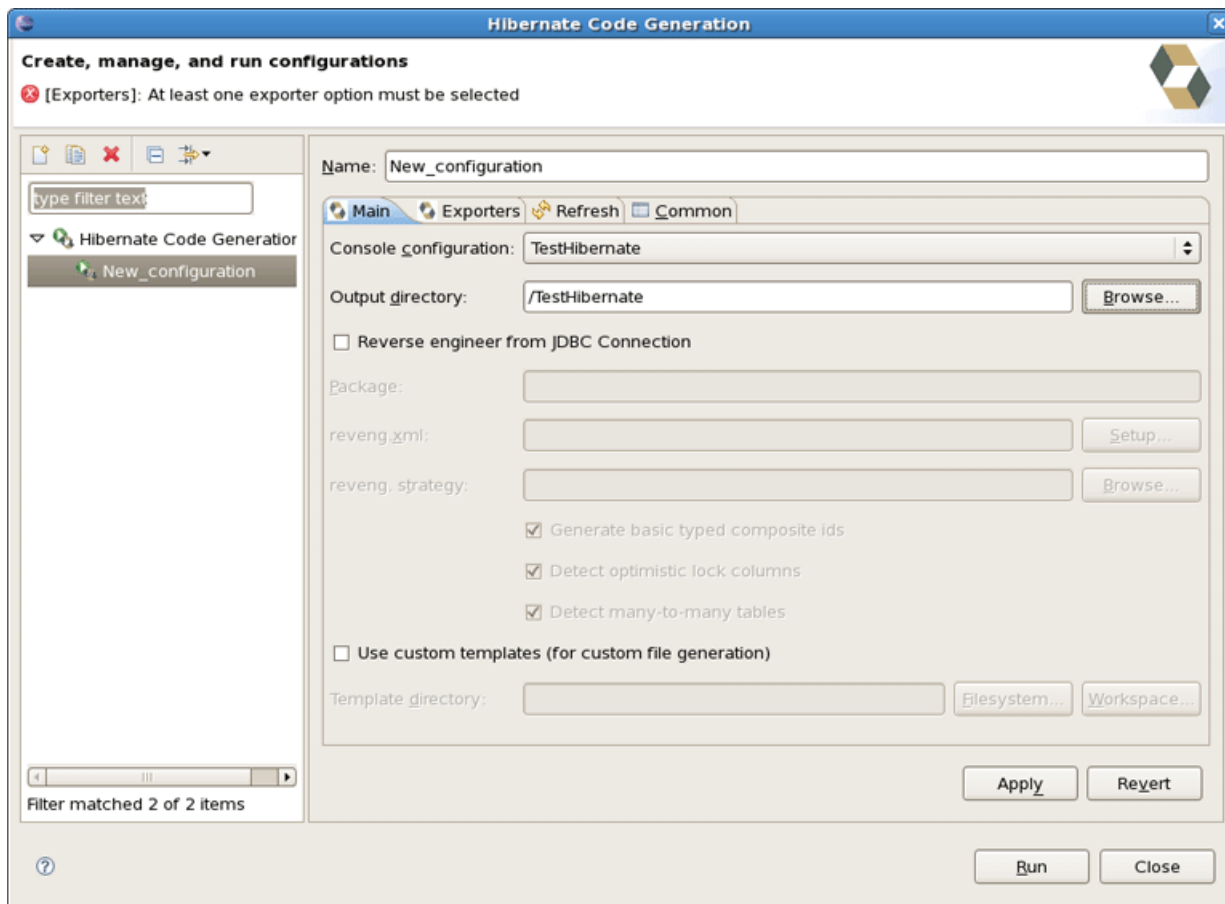 Hibernate Code Generation
Create, manage, and run configurations
[Exporters]: At least one exporter option must be selected
Name: New_configuration
type filter text
Main Exporters Refresh Common
Hibernate Code Generation
New_configuration
Console configuration: TestHibernate
Output directory: /TestHibernate Browse...
Reverse engineer from JDBC Connection
Package:
reveng.xml: Setup...
reveng. strategy: Browse...
Generate basic typed composite ids
Detect optimistic lock columns
Detect many-to-many tables
Use custom templates (for custom file generation)
Template directory: Filesystem... Workspace...
Filter matched 2 of 2 items
Apply Revert
Run Close